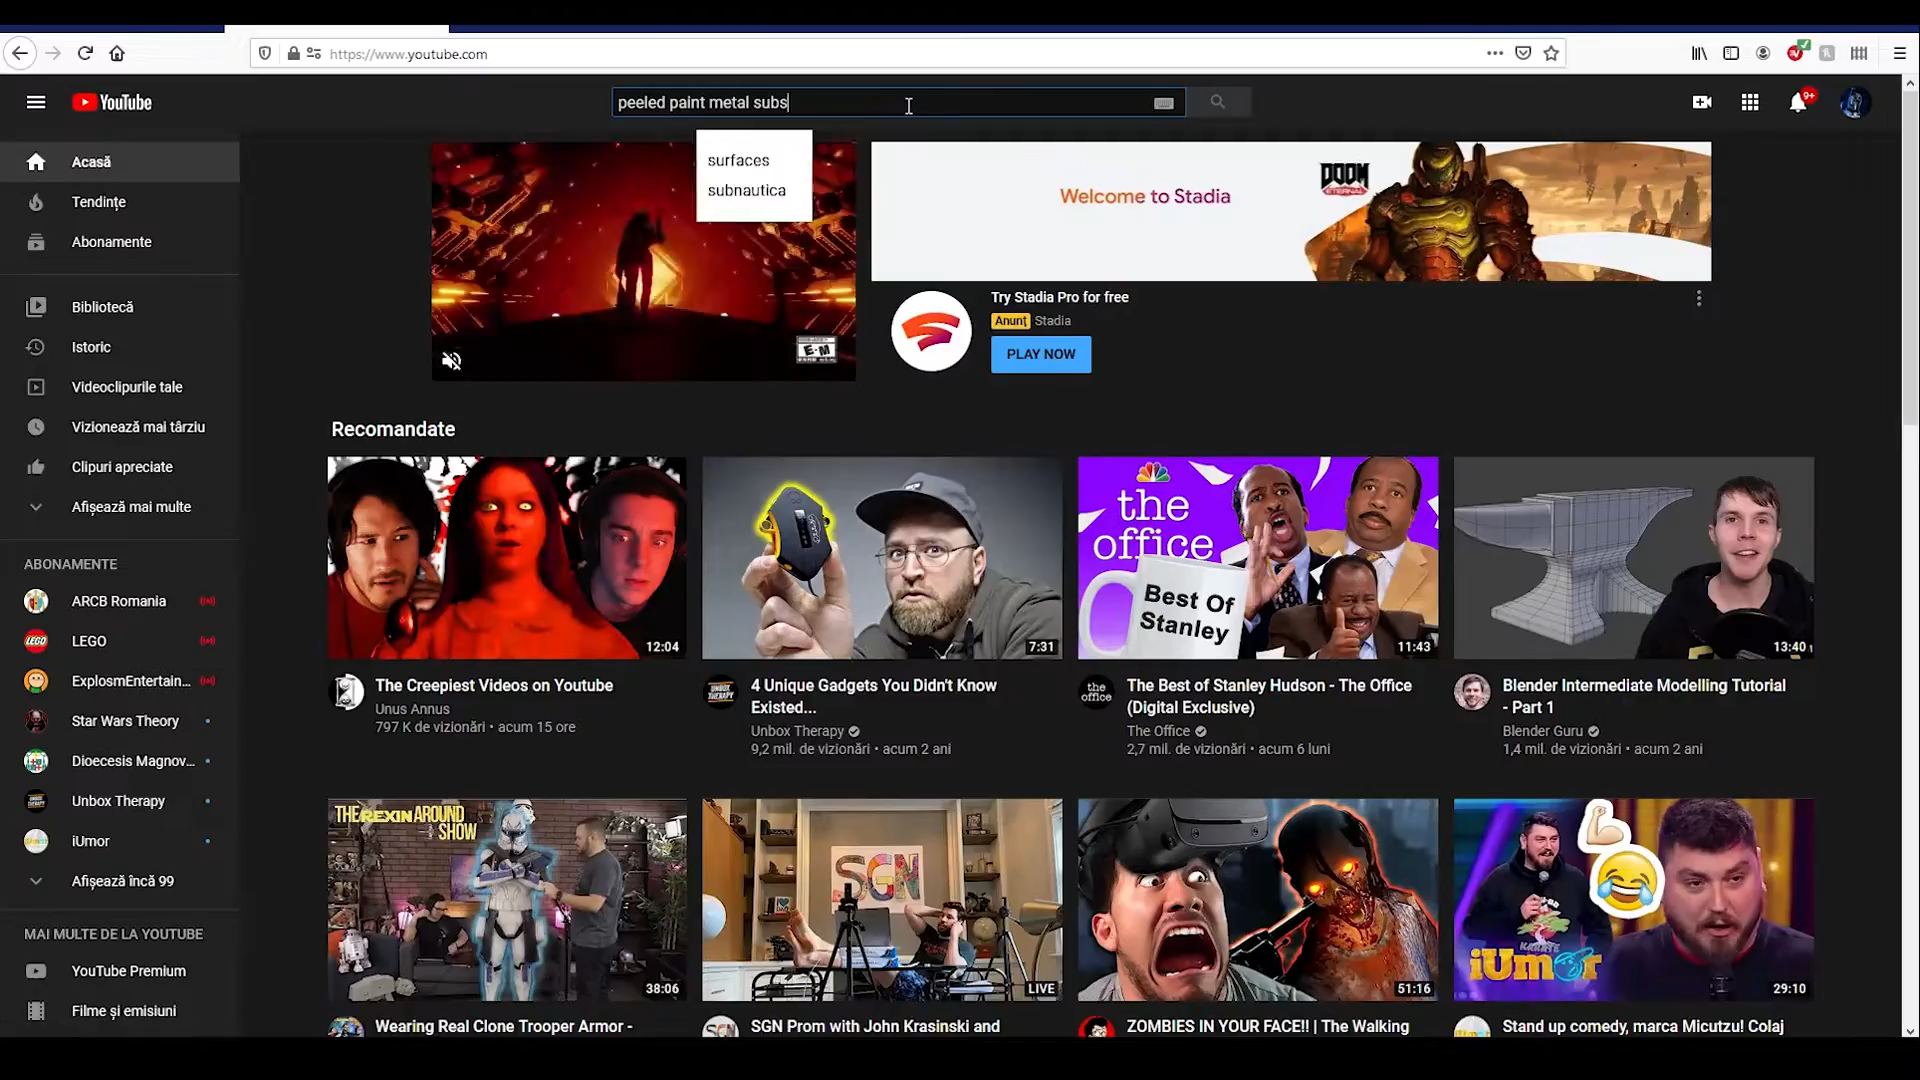 https://www.youtube.com
YouTube
peeled paint metal subs
9+
surfaces
subnautica
Acasă
Tendințe
Abonamente
Bibliotecă
Istoric
Videoclipurile tale
Vizionează mai târziu
Clipuri apreciate
Afișează mai multe
ABONAMENTE
ARCB Romania
LEGO
ExplosmEntertain...
Star Wars Theory
Dioecesis Magnov...
Unbox Therapy
iUmor
Afișează încă 99
MAI MULTE DE LA YOUTUBE
YouTube Premium
Filme și emisiuni
E-M
Welcome to Stadia
DOOM
ETERNAL
Try Stadia Pro for free
Anunț Stadia
PLAY NOW
Recomandate
12:04
7:31
the office
Best Of
Stanley
11:43
13:40
The Creepiest Videos on Youtube
Unus Annus
797 K de vizionări • acum 15 ore
4 Unique Gadgets You Didn't Know
Existed...
Unbox Therapy
9,2 mil. de vizionări • acum 2 ani
The Best of Stanley Hudson - The Office
(Digital Exclusive)
The Office
2,7 mil. de vizionări • acum 6 luni
Blender Intermediate Modelling Tutorial
- Part 1
Blender Guru
1,4 mil. de vizionări • acum 2 ani
THE REXIN AROUND
SHOW
38:06
SGN
LIVE
51:16
KARATE
iUmor
29:10
Wearing Real Clone Trooper Armor -
SGN Prom with John Krasinski and
ZOMBIES IN YOUR FACE!! | The Walking
Stand up comedy, marca Micutzu! Colaj